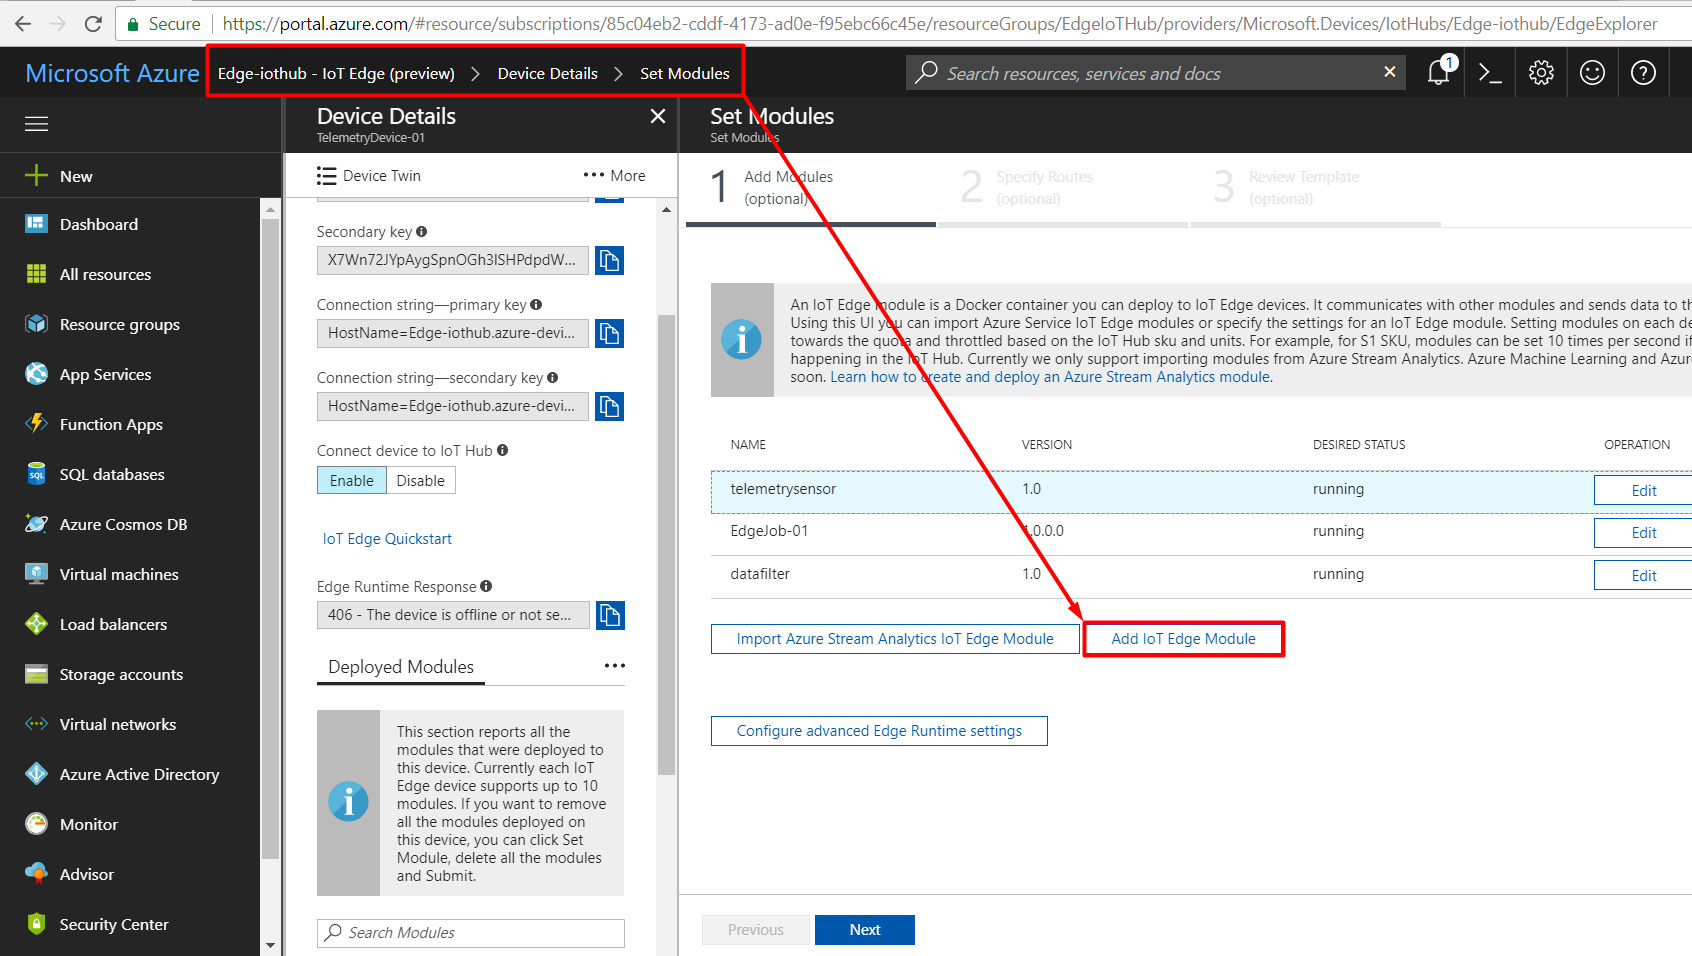 Secure
https://portal.azure.com/#resource/subscriptions/85c04eb2-cddf-4173-ad0e-f95ebc66c45e/resourceGroups/EdgeIoTHub/providers/Microsoft.Devices/IotHubs/Edge-iothub/EdgeExplorer
Microsoft Azure
Edge-iothub - IoT Edge (preview) > Device Details > Set Modules
Search resources, services and docs
1
New
Dashboard
All resources
Resource groups
App Services
Function Apps
SQL databases
Azure Cosmos DB
Virtual machines
Load balancers
Storage accounts
Virtual networks
Azure Active Directory
Monitor
Advisor
Security Center
Device Details
TelemetryDevice-01
Device Twin
More
Secondary key
X7Wn72JYpAygSpnOGh3ISHPdpdW...
Connection string—primary key
HostName=Edge-iothub.azure-devi...
Connection string—secondary key
HostName=Edge-iothub.azure-devi...
Connect device to IoT Hub
Enable Disable
IoT Edge Quickstart
Edge Runtime Response
406 - The device is offline or not se...
Deployed Modules
This section reports all the
modules that were deployed to
this device. Currently each IoT
Edge device supports up to 10
modules. If you want to remove
all the modules deployed on
this device, you can click Set
Module, delete all the modules
and Submit.
Search Modules
Set Modules
Set Modules
1 Add Modules
(optional)
2 Specify Routes
(optional)
3 Review Template
(optional)
An IoT Edge module is a Docker container you can deploy to IoT Edge devices. It communicates with other modules and sends data to th
Using this UI you can import Azure Service IoT Edge modules or specify the settings for an IoT Edge module. Setting modules on each de
towards the quota and throttled based on the IoT Hub sku and units. For example, for S1 SKU, modules can be set 10 times per second if
happening in the IoT Hub. Currently we only support importing modules from Azure Stream Analytics. Azure Machine Learning and Azur
soon. Learn how to create and deploy an Azure Stream Analytics module.
NAME VERSION DESIRED STATUS OPERATION
telemetrysensor 1.0 running Edit
EdgeJob-01 1.0.0.0 running Edit
datafilter 1.0 running Edit
Import Azure Stream Analytics IoT Edge Module
Add IoT Edge Module
Configure advanced Edge Runtime settings
Previous
Next